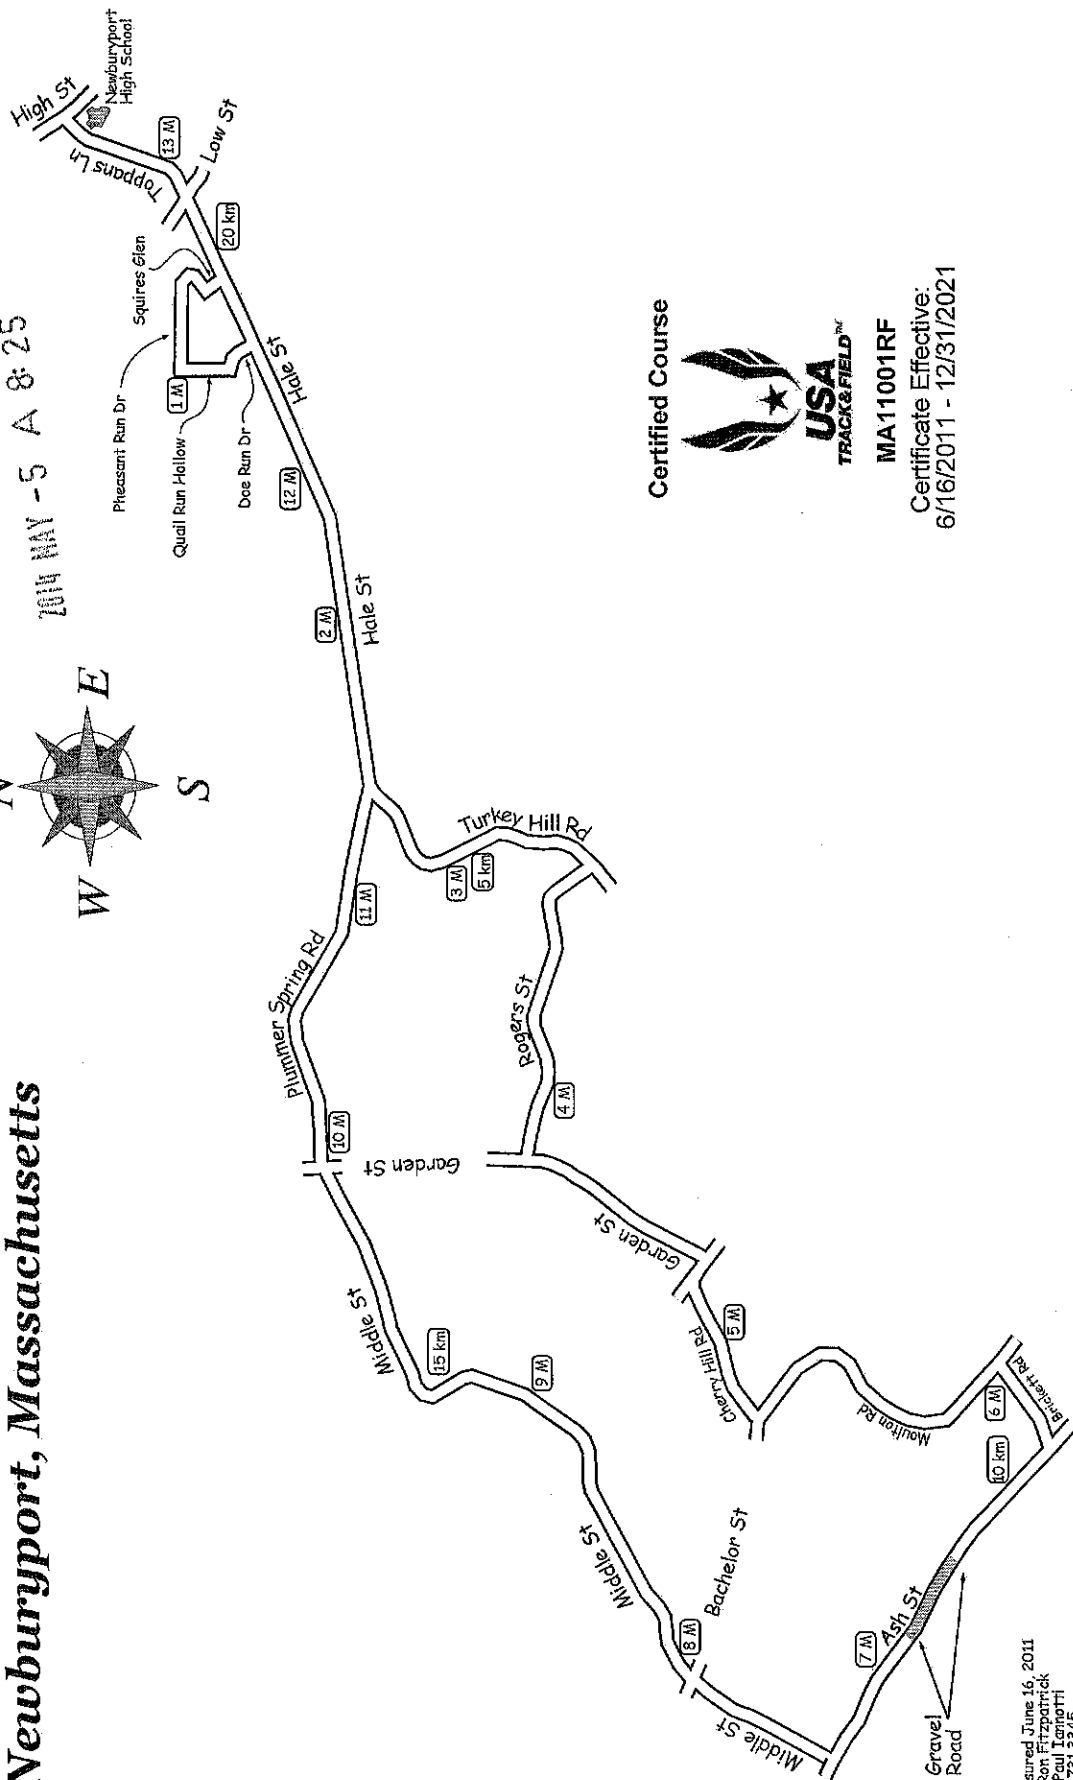 Newburyport, Massachusetts
2014 MAY -5 A 8:25
N
W
E
S
High St
Newburyport
High School
Toppans Ln
13 M
Low St
20 km
Squires Glen
Pheasant Run Dr
1 M
Quail Run Hollow
Doe Run Dr
Hale St
12 M
2 M
Hale St
Turkey Hill Rd
3 M
5 km
11 M
Plummer Spring Rd
Rogers St
4 M
10 M
Garden St
Garden St
Middle St
15 km
9 M
Cherry Hill Rd
5 M
Moulton Rd
6 M
Brickett Rd
10 km
Middle St
Bachelor St
8 M
Ash St
7 M
Middle St
Gravel
Road
Certified Course
USA
TRACK&FIELD™
MA11001RF
Certificate Effective:
6/16/2011 - 12/31/2021
sured June 16, 2011
Ron Fitzpatrick
Paul Iannotti